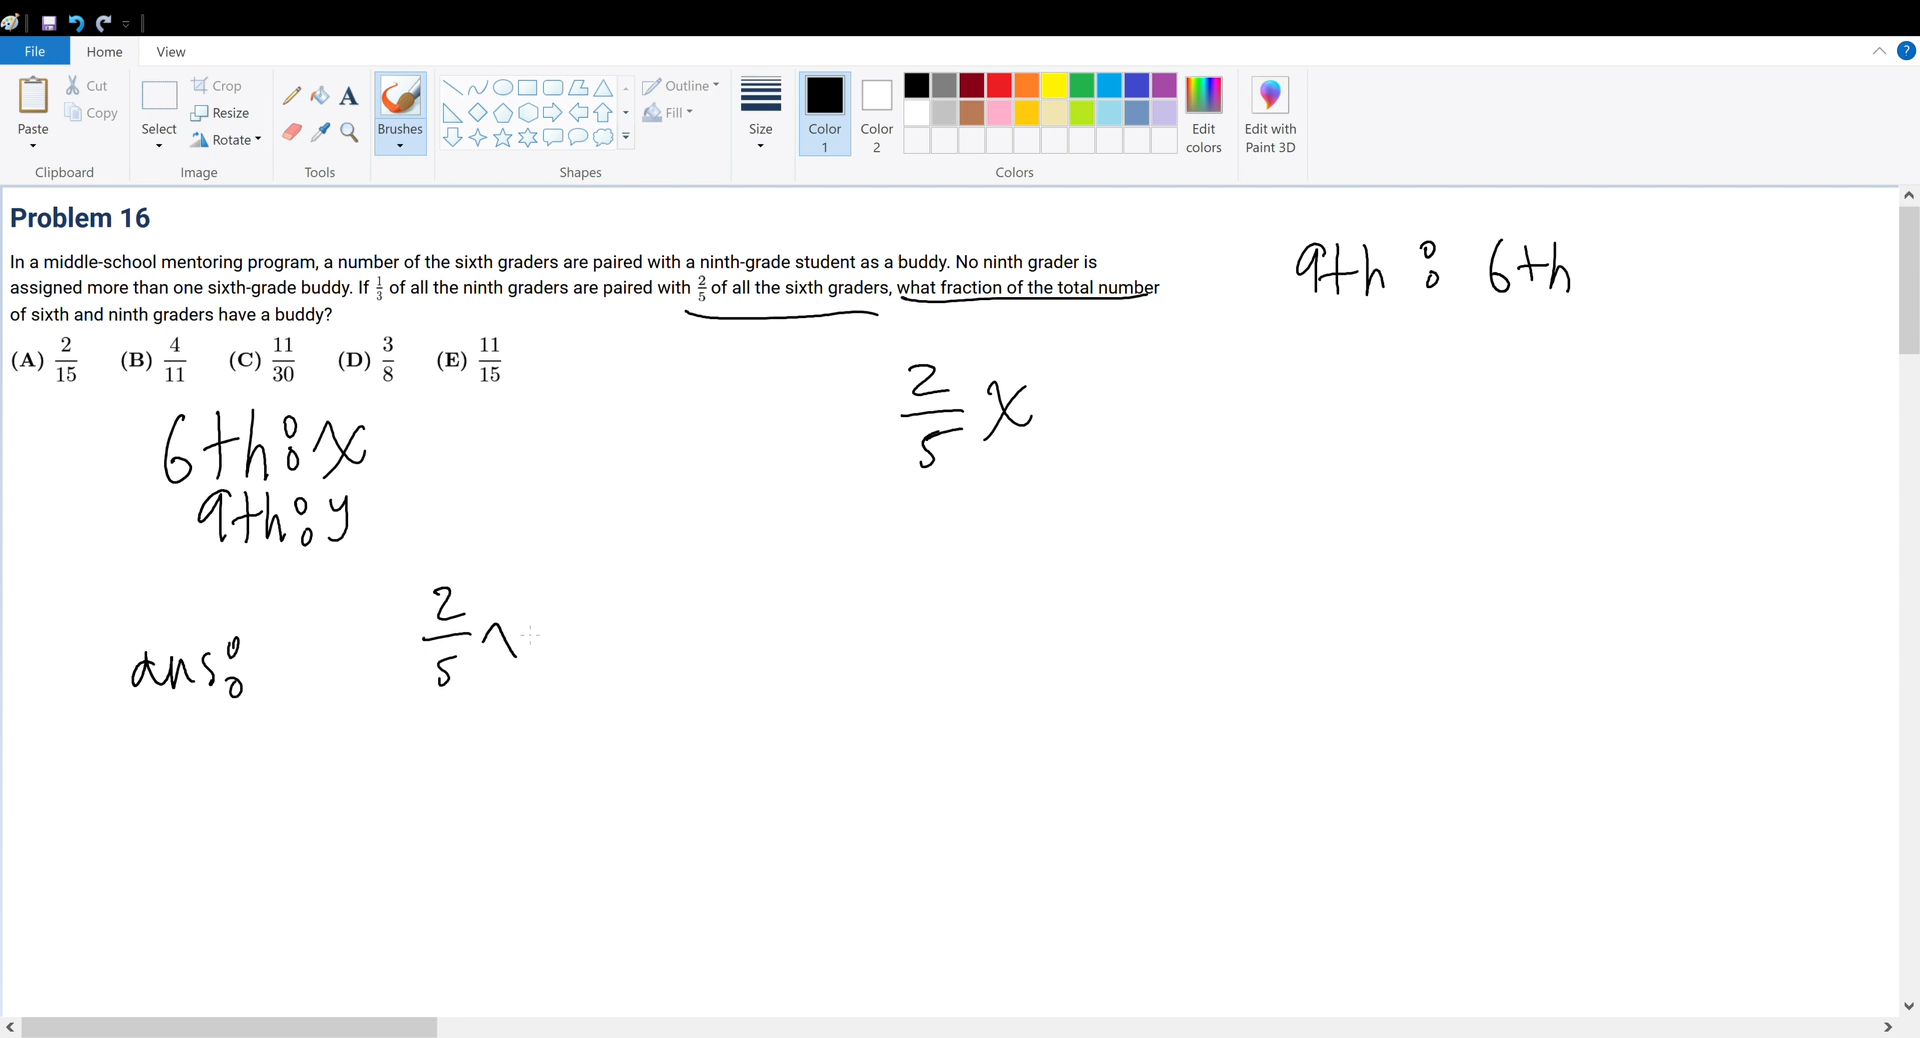 File Home View
Paste Cut Copy Select Crop Resize Rotate Brushes Outline Fill Size Color 1 Color 2 Edit colors Edit with Paint 3D
Clipboard Image Tools Shapes Colors
Problem 16
In a middle-school mentoring program, a number of the sixth graders are paired with a ninth-grade student as a buddy. No ninth grader is
assigned more than one sixth-grade buddy. If 1/3 of all the ninth graders are paired with 2/5 of all the sixth graders, what fraction of the total number
of sixth and ninth graders have a buddy?
(A) 2/15 (B) 4/11 (C) 11/30 (D) 3/8 (E) 11/15
9th : 6th
2/5 x
6th: x
9th: y
ans: 2/5